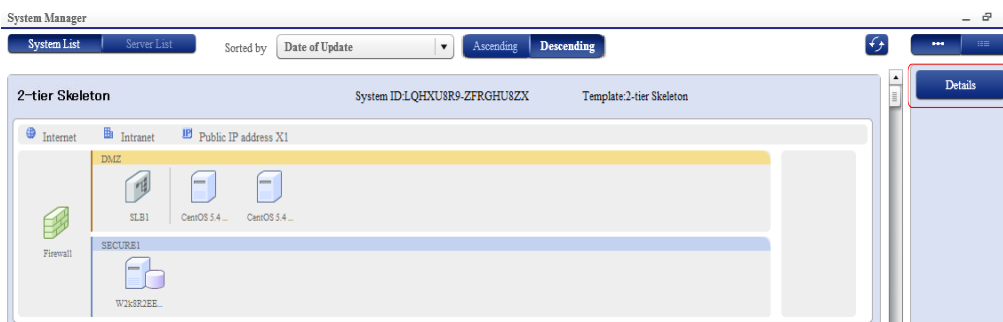 System Manager
System List Server List Sorted by Date of Update Ascending Descending
Details
2-tier Skeleton System ID:LQHXU8R9-ZFRGHU8ZX Template:2-tier Skeleton
Internet Intranet IP Public IP address X1
DMZ
SLB1 CentOS 5.4 ... CentOS 5.4 ...
Firewall
SECURE1
W2k8R2EE...